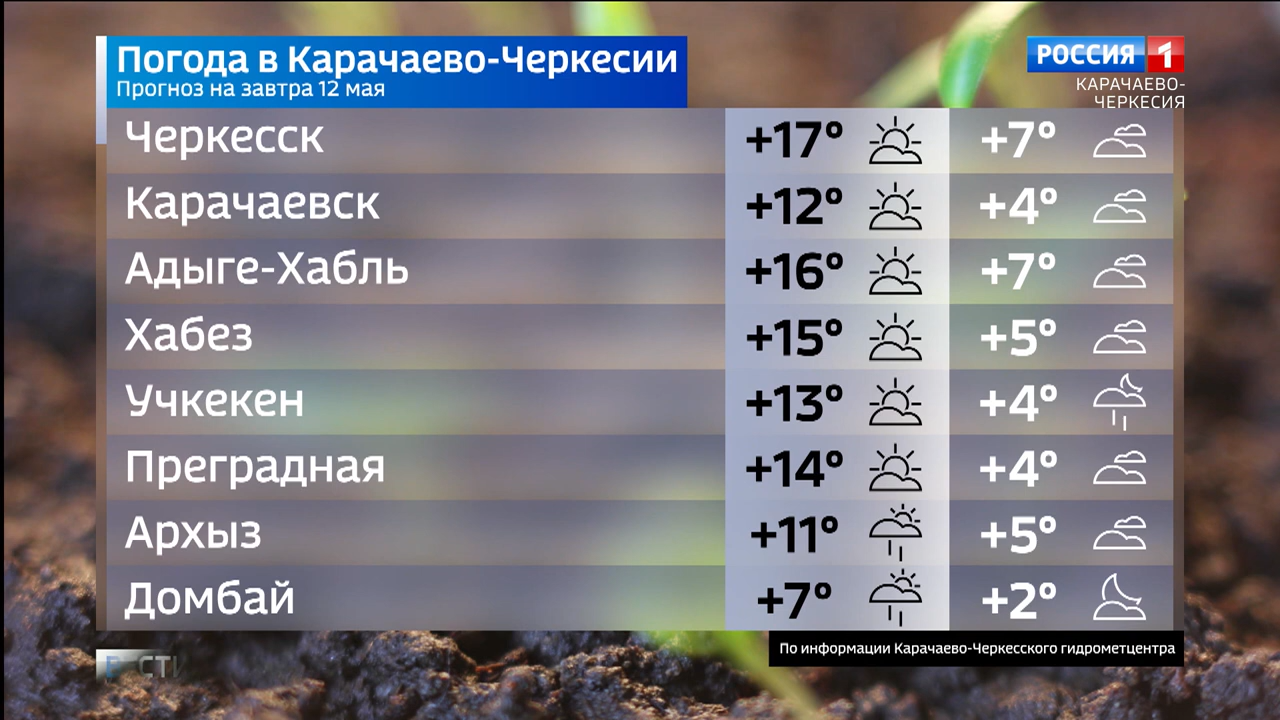 Погода в Карачаево-Черкесии
Прогноз на завтра 12 мая
РОССИЯ 1
КАРАЧАЕВО-
ЧЕРКЕСИЯ
Черкесск +17° +7°
Карачаевск +12° +4°
Адыге-Хабль +16° +7°
Хабез +15° +5°
Учкекен +13° +4°
Преградная +14° +4°
Архыз +11° +5°
Домбай +7° +2°
По информации Карачаево-Черкесского гидрометцентра